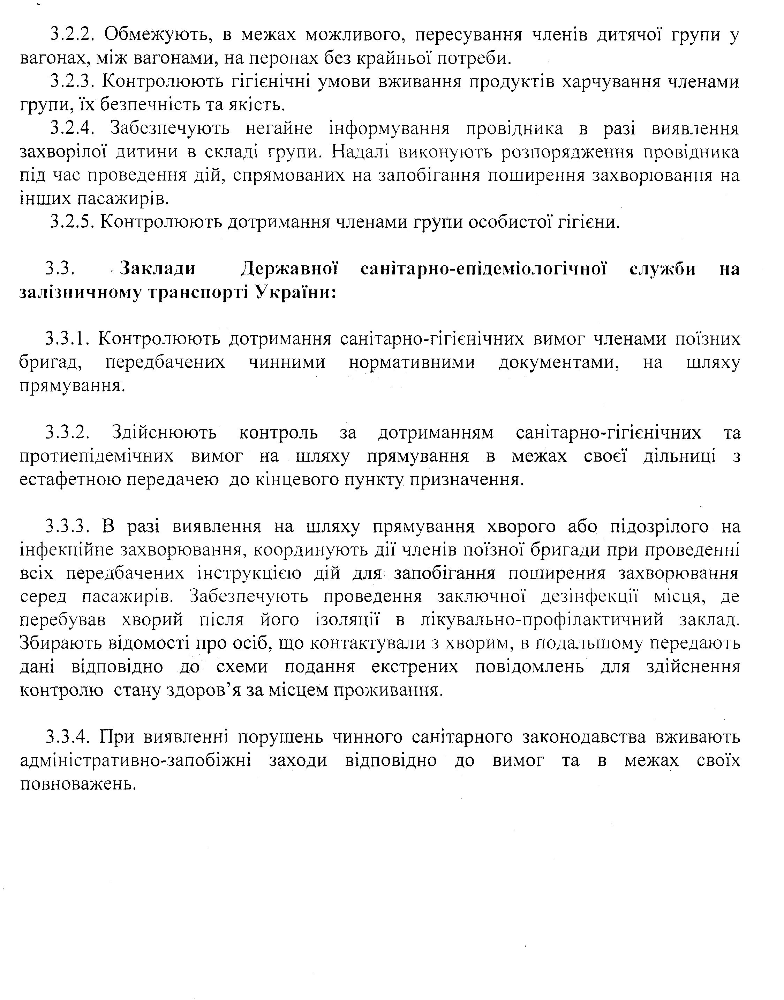 3.2.2. Обмежують, в межах можливого, пересування членів дитячої групи у
вагонах, між вагонами, на перонах без крайньої потреби.
3.2.3. Контролюють гігієнічні умови вживання продуктів харчування членами
групи, їх безпечність та якість.
3.2.4. Забезпечують негайне інформування провідника в разі виявлення
захворілої дитини в складі групи. Надалі виконують розпорядження провідника
під час проведення дій, спрямованих на запобігання поширення захворювання на
інших пасажирів.
3.2.5. Контролюють дотримання членами групи особистої гігієни.
3.3. Заклади Державної санітарно-епідеміологічної служби на
залізничному транспорті України:
3.3.1. Контролюють дотримання санітарно-гігієнічних вимог членами поїзних
бригад, передбачених чинними нормативними документами, на шляху
прямування.
3.3.2. Здійснюють контроль за дотриманням санітарно-гігієнічних та
протиепідемічних вимог на шляху прямування в межах своєї дільниці з
естафетною передачею до кінцевого пункту призначення.
3.3.3. В разі виявлення на шляху прямування хворого або підозрілого на
інфекційне захворювання, координують дії членів поїзної бригади при проведенні
всіх передбачених інструкцією дій для запобігання поширення захворювання
серед пасажирів. Забезпечують проведення заключної дезінфекції місця, де
перебував хворий після його ізоляції в лікувально-профілактичний заклад.
Збирають відомості про осіб, що контактували з хворим, в подальшому передають
дані відповідно до схеми подання екстрених повідомлень для здійснення
контролю стану здоров’я за місцем проживання.
3.3.4. При виявленні порушень чинного санітарного законодавства вживають
адміністративно-запобіжні заходи відповідно до вимог та в межах своїх
повноважень.